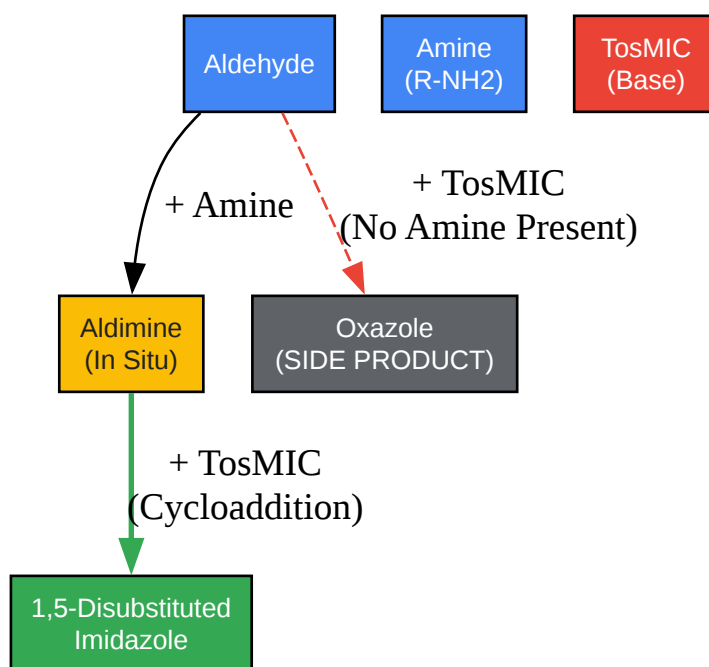 Aldehyde
Amine
(R-NH2)
TosMIC
(Base)
+ Amine
+ TosMIC
(No Amine Present)
Aldimine
(In Situ)
Oxazole
(SIDE PRODUCT)
+ TosMIC
(Cycloaddition)
1,5-Disubstituted
Imidazole